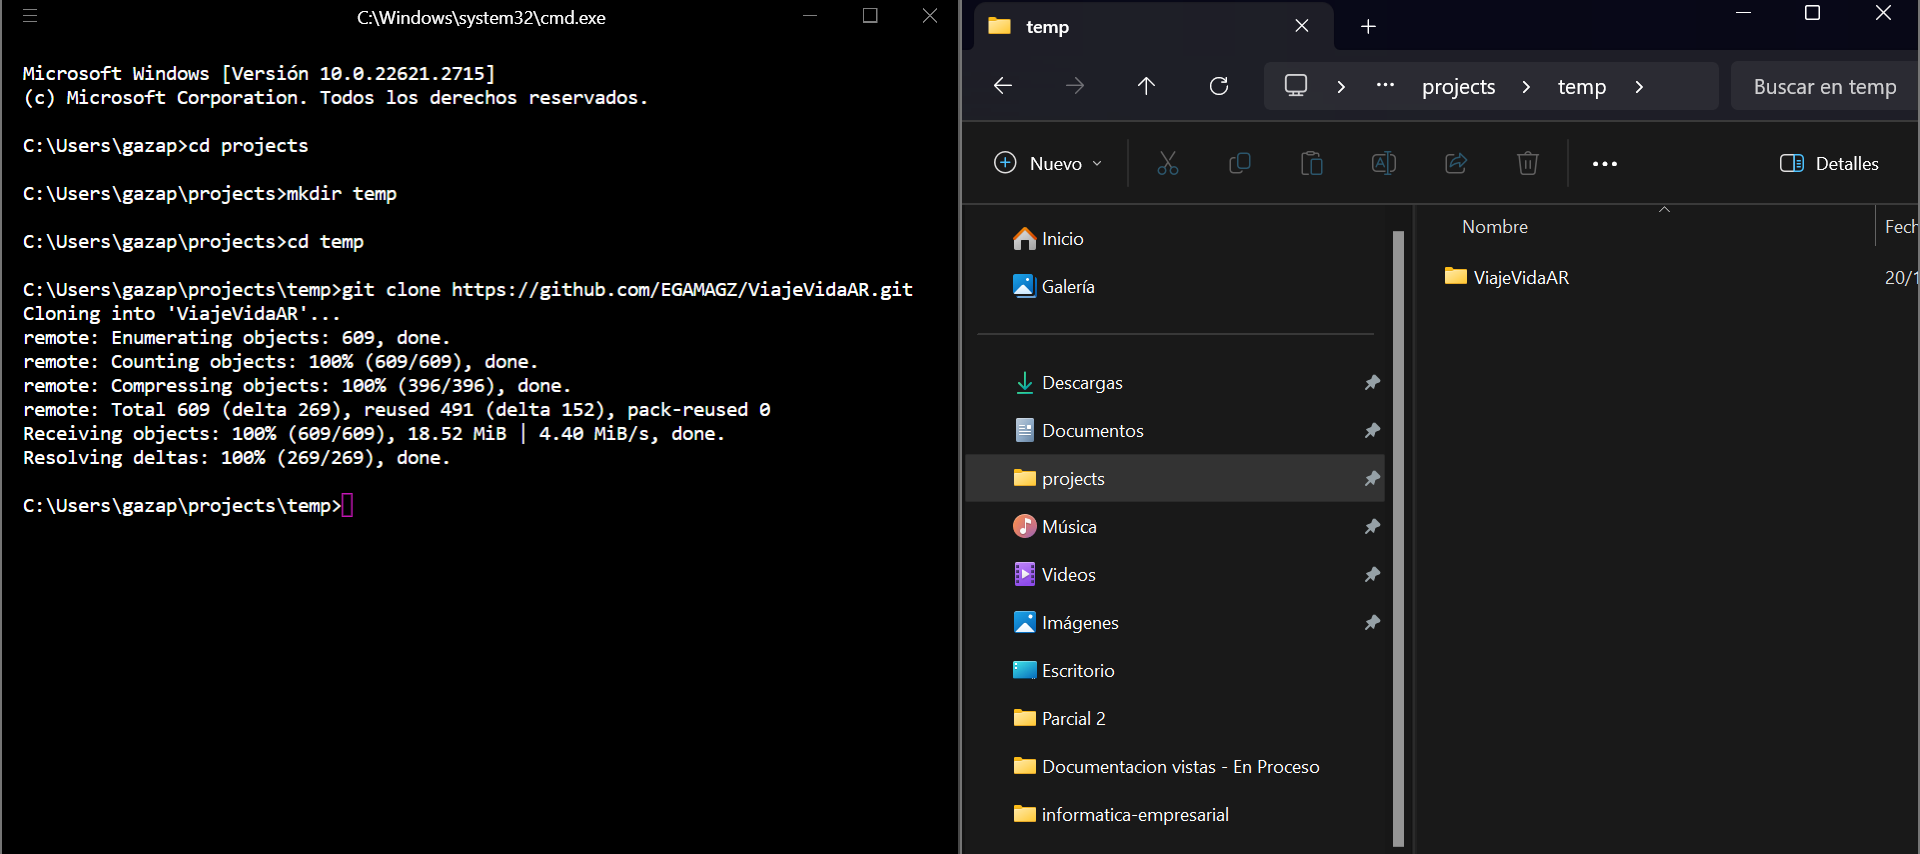 C:\Windows\system32\cmd.exe
Microsoft Windows [Versión 10.0.22621.2715]
(c) Microsoft Corporation. Todos los derechos reservados.
C:\Users\gazap>cd projects
C:\Users\gazap\projects>mkdir temp
C:\Users\gazap\projects>cd temp
C:\Users\gazap\projects\temp>git clone https://github.com/EGAMAGZ/ViajeVidaAR.git
Cloning into 'ViajeVidaAR'...
remote: Enumerating objects: 609, done.
remote: Counting objects: 100% (609/609), done.
remote: Compressing objects: 100% (396/396), done.
remote: Total 609 (delta 269), reused 491 (delta 152), pack-reused 0
Receiving objects: 100% (609/609), 18.52 MiB | 4.40 MiB/s, done.
Resolving deltas: 100% (269/269), done.
C:\Users\gazap\projects\temp>
temp
projects > temp >
Buscar en temp
Nuevo
Detalles
Inicio
Galería
Descargas
Documentos
projects
Música
Videos
Imágenes
Escritorio
Parcial 2
Documentacion vistas - En Proceso
informatica-empresarial
Nombre
Fech
ViajeVidaAR
20/1